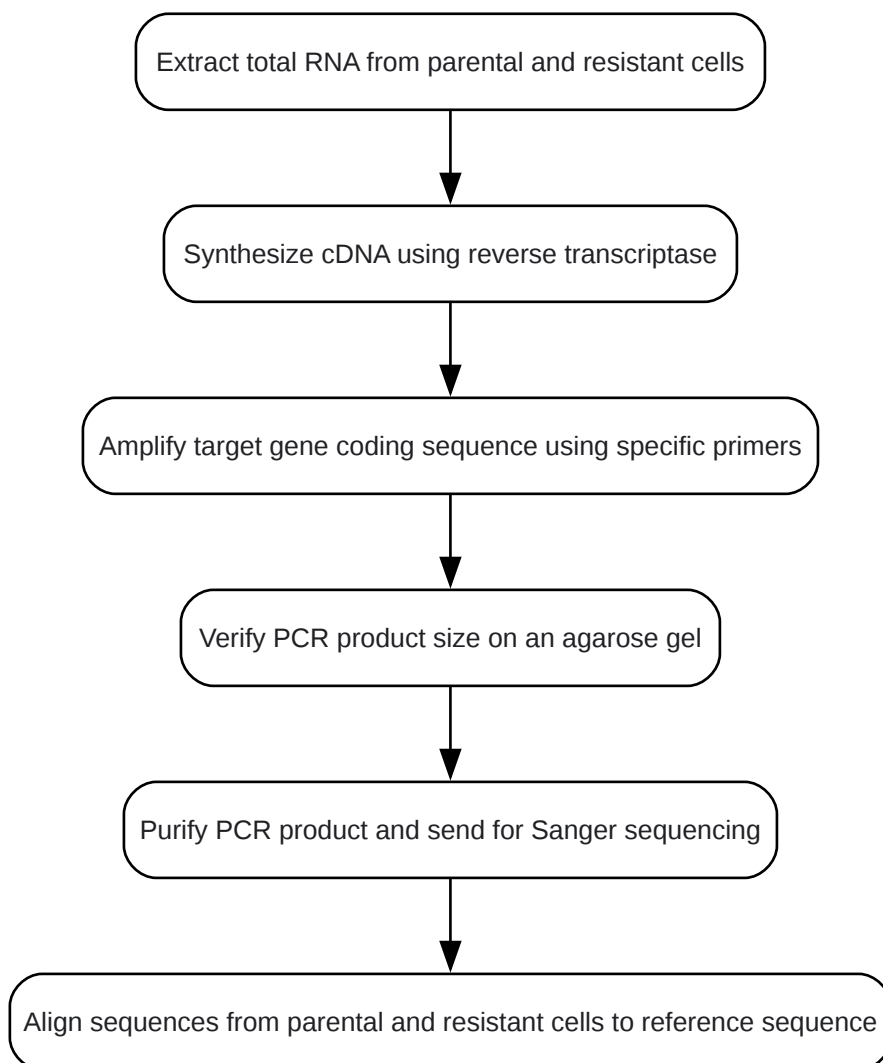 Extract total RNA from parental and resistant cells
Synthesize cDNA using reverse transcriptase
Amplify target gene coding sequence using specific primers
Verify PCR product size on an agarose gel
Purify PCR product and send for Sanger sequencing
Align sequences from parental and resistant cells to reference sequence